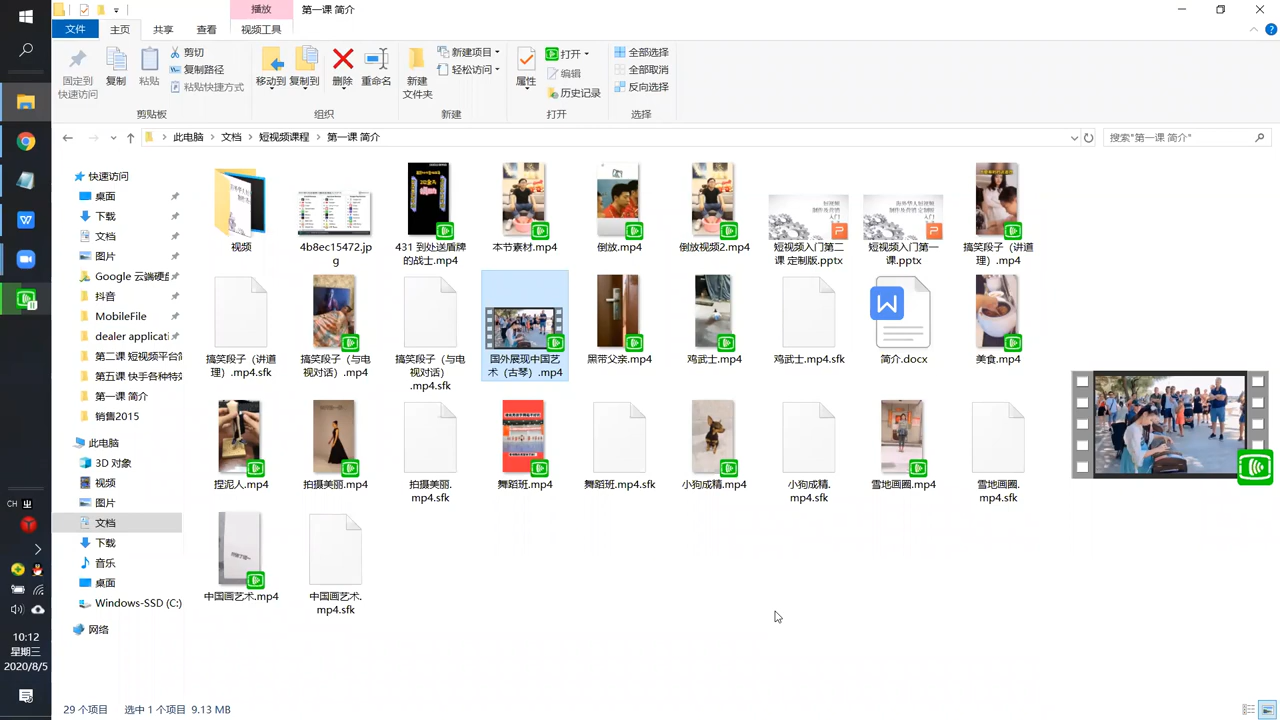 播放
第一课 简介
文件
主页
共享
查看
视频工具
固定到
快速访问
复制
粘贴
剪切
复制路径
粘贴快捷方式
剪贴板
移动到
复制到
删除
重命名
组织
新建
文件夹
新建项目
轻松访问
新建
属性
打开
编辑
历史记录
打开
全部选择
全部取消
反向选择
选择
此电脑 文档 短视频课程 第一课 简介
搜索"第一课 简介"
快速访问
桌面
下载
文档
图片
Google 云端硬盘
抖音
MobileFile
dealer applicati
第二课 短视频平台简
第五课 快手各种特效
第一课 简介
销售2015
此电脑
3D 对象
视频
图片
文档
下载
音乐
桌面
Windows-SSD (C:)
网络
视频
4b8ec15472.jp
g
431 到处送盾牌
的战士.mp4
本节素材.mp4
倒放.mp4
倒放视频2.mp4
短视频入门第二
课 定制版.pptx
短视频入门第一
课.pptx
搞笑段子（讲道
理）.mp4
搞笑段子（讲道
理）.mp4.sfk
搞笑段子（与电
视对话）.mp4
搞笑段子（与电
视对话）
.mp4.sfk
国外展现中国艺
术（古琴）.mp4
黑带父亲.mp4
鸡武士.mp4
鸡武士.mp4.sfk
简介.docx
美食.mp4
捏泥人.mp4
拍摄美丽.mp4
拍摄美丽.
mp4.sfk
舞蹈班.mp4
舞蹈班.mp4.sfk
小狗成精.mp4
小狗成精.
mp4.sfk
雪地画圈.mp4
雪地画圈.
mp4.sfk
中国画艺术.mp4
中国画艺术.
mp4.sfk
CH
10:12
星期三
2020/8/5
29 个项目
选中 1 个项目 9.13 MB